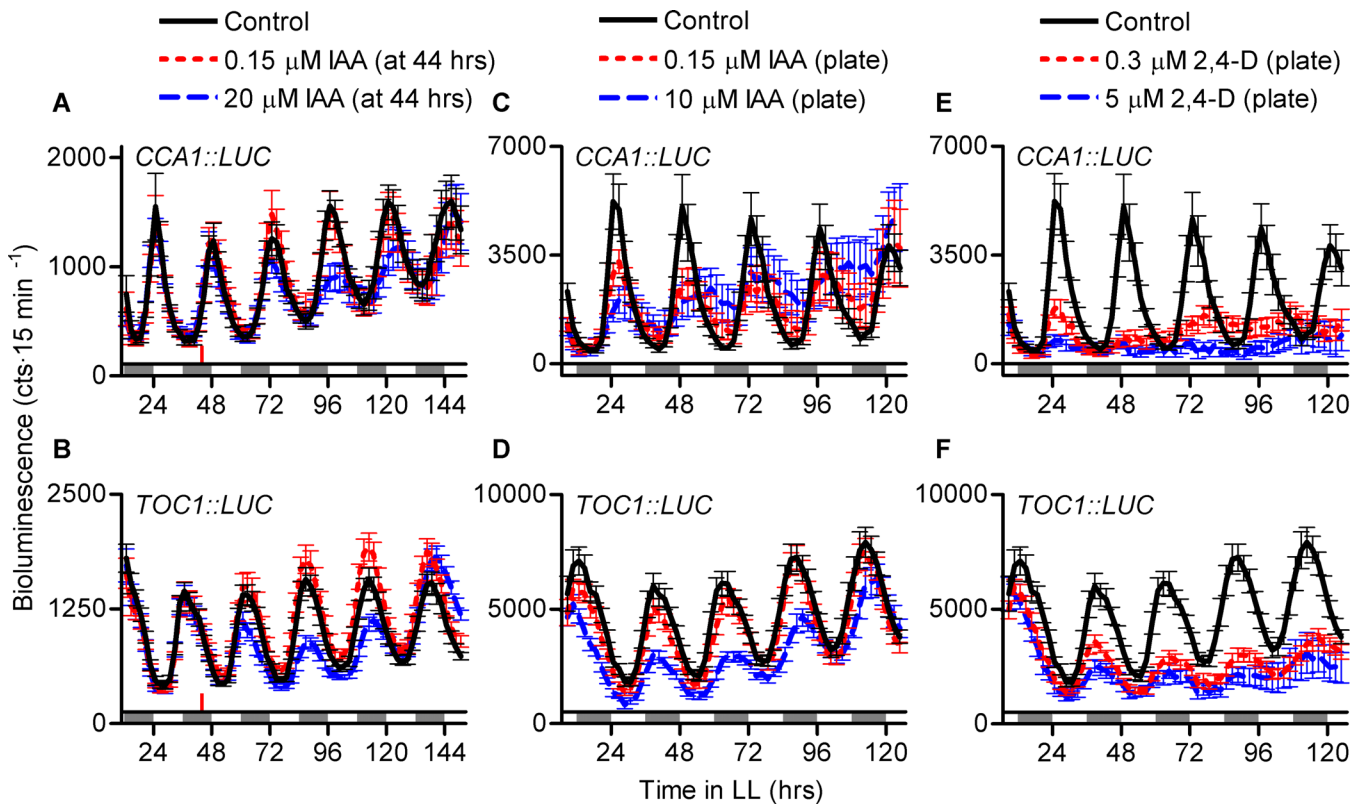 Control
0.15 μM IAA (at 44 hrs)
20 μM IAA (at 44 hrs)
Control
0.15 μM IAA (plate)
10 μM IAA (plate)
Control
0.3 μM 2,4-D (plate)
5 μM 2,4-D (plate)
A
CCA1::LUC
2000
1000
0
24 48 72 96 120 144
C
CCA1::LUC
7000
3500
0
24 48 72 96 120
E
CCA1::LUC
7000
3500
0
24 48 72 96 120
Bioluminescence (cts·15 min⁻¹)
B
TOC1::LUC
2500
1250
0
24 48 72 96 120 144
D
TOC1::LUC
10000
5000
0
24 48 72 96 120
F
TOC1::LUC
10000
5000
0
24 48 72 96 120
Time in LL (hrs)